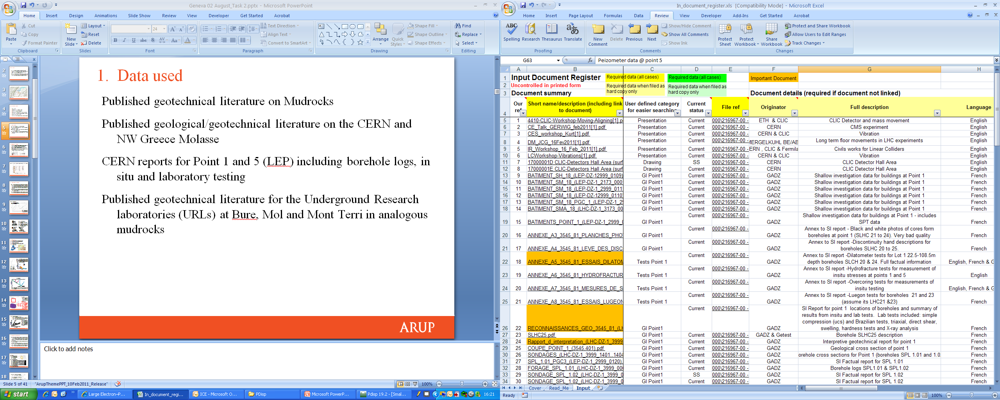 Geneva 02 August_Task 2.pptx - Microsoft PowerPoint
Home Insert Design Animations Slide Show Review View Developer Get Started Acrobat
Paste
Cut
Copy
Format Painter
Clipboard
New Slide
Layout
Reset
Delete
Slides
24
Font
Text Direction
Align Text
Convert to SmartArt
Paragraph
Arrange
Quick Styles
Shape Fill
Shape Outline
Shape Effects
Drawing
Find
Replace
Select
Editing
2
3
4
5
6
7
8
9
10
11
12
13
14
15
16
17
18
1. Data used
Published geotechnical literature on Mudrocks
Published geological/geotechnical literature on the CERN and
NW Greece Molasse
CERN reports for Point 1 and 5 (LEP) including borehole logs, in
situ and laboratory testing
Published geotechnical literature for the Underground Research
laboratories (URLs) at Bure, Mol and Mont Terri in analogous
mudrocks
ARUP
Click to add notes
Slide 5 of 41 "ArupThemePPT_10Feb2011_Release" 100%
In_document_register.xls [Compatibility Mode] - Microsoft Excel
Home Insert Page Layout Formulas Data Review View Developer Add-Ins Get Started Acrobat
Spelling Research Thesaurus Translate
Proofing
New Comment Delete Previous Next
Show/Hide Comment
Show All Comments
Show Ink
Comments
Protect Sheet Protect Workbook Share Workbook
Protect and Share Workbook
Allow Users to Edit Ranges
Track Changes
Changes
G63 fx Peizometer data @ point 5
A B C D E F G H
1 Input Document Register Required data (all cases) Required data (all cases) Important Document
2 Uncontrolled in printed form Required data when filed as hard copy only Required data when filed as hard copy only
3 Document summary Document details (required if document not linked)
4 Our ref Short name/description (including link to document) User defined category for easier searching Current status File ref Originator Full description Language
5 1 4410-CLIC-Workshop-Moving-Aligning[1].p Presentation Current 000\216967-00 - ETH & CLIC CLIC Detector and mass movement English
6 2 CE_Talk_GERWIG_feb2011[1].pdf Presentation Current 000\216967-00 - CERN CMS experiment English
7 3 CES_workshop_Kurt[1].pdf Presentation Current 000\216967-00 - CERN & CLIC Vibration English
8 4 DM_JCG_16Fev2011[1].pdf Presentation Current 000\216967-00 - MERGELKUHL BE/AB Long term floor movements in LHC experiments English
9 5 IR_Workshop_16_Feb_2011[1].pdf Presentation Current 000\216967-00 - ERN , CLIC & Fermila Civils works for Linear Colliders English
10 6 LCWorkshop-Vibrations[1].pdf Presentation Current 000\216967-00 - CERN & CLIC Vibration English
11 7 17000001D CLIC-Detectors Hall Area (surf Drawing SS 000\216967-00 - CERN CLIC Detector Hall Area English
12 8 17000001E CLIC-Detectors Hall Area (surf Drawing Current 000\216967-00 - CERN CLIC Detector Hall Area English
13 9 BATIMENT_SH_18_(LEP-DZ-12999_0109) GI Point1 Current 000\216967-00 - GADZ Shallow investigation data for buildings at Point 1 French
14 10 BATIMENT_SM_18_(LEP-DZ-1_2173_000 GI Point1 Current 000\216967-00 - GADZ Shallow investigation data for buildings at Point 1 French
15 11 BATIMENT_SM_18_(LEP-DZ-1_2999_011 GI Point1 Current 000\216967-00 - GADZ Shallow investigation data for buildings at Point 1 French
16 12 BATIMENT_SM_18_(LEP-DZ-12999_0110) GI Point1 Current 000\216967-00 - GADZ Shallow investigation data for buildings at Point 1 French
17 13 BATIMENT_SM_18_PGC_1_(LEP-DZ-1_2 GI Point1 Current 000\216967-00 - GADZ Shallow investigation data for buildings at Point 1 French
18 14 BATIMENT_SMA_18_(LHC-DZ-1_3173_00 GI Point1 Current 000\216967-00 - GADZ Shallow investigation data for buildings at Point 1 French
19 15 BATIMENTS_POINT_1_(LEP-DZ-1_2999_0 GI Point1 Current 000\216967-00 - GADZ Shallow investigation data for buildings at Point 1 - includes SPT data French
20 16 ANNEXE_A3_3545_81_PLANCHES_PHO GI Point1 Current 000\216967-00 - GADZ Annex to SI report - Black and white photos of cores form boreholes at point 1 (SLHC 21 to 24). Very bad quality French
21 17 ANNEXE_A4_3545_81_LEVE_DES_DISC GI Point1 Current 000\216967-00 - GADZ Annex to SI report -Discontinuity hand descriptions for boreholes SLHC 20 to 25. French
22 18 ANNEXE_A5_3545_81_ESSAIS_DILATOM Tests Point 1 Current 000\216967-00 - GADZ Annex to SI report -Dilatometer tests for Lot 1 22.5-108.5m depth boreholes SLCH 20 & 24. Full factual information English, French & G
23 19 ANNEXE_A6_3545_81_HYDROFRACTUR Tests Point 1 Current 000\216967-00 - GADZ Annex to SI report -Hydrofracture tests for measurement of insitu stresses at points 1 and 5 English
24 20 ANNEXE_A7_3545_81_MESURES_DE_S Tests Point 1 Current 000\216967-00 - GADZ Annex to SI report -Overcoring tests for measurements of insitu testing English, French & G
25 21 ANNEXE_A8_3545_81_ESSAIS_LUGEON Tests Point 1 Current 000\216967-00 - GADZ Annex to SI report -Luegon tests for boreholes 21 and 23 (assume its LHC21 &23) French
26 22 RECONNAISSANCES_GEO_3545_81_(LH GI Point1 Current 000\216967-00 - GADZ SI Report for point 1 locations of boreholes and summary of results from insitu and lab tests. Lab tests included: simple compression (ucs) and Brazilian tests, triaxial, direct shear, swelling, hardness tests and X-ray analysis French
27 23 SLHC25.pdf GI Point1 Current 000\216967-00 - GADZ & Getest Borehole SLHC25 description French
28 24 Rapport_d_interpretation_(LHC-DZ-1_3999 GI Point1 Current 000\216967-00 - GADZ Interpretive geotechnical report for point 1 French
29 25 COUPE_POINT_1_(3545.401).pdf GI Point1 Current 000\216967-00 - GADZ Geological cross section of point 1 French
30 26 SONDAGES_(LHC-DZ-1_3999_1401..1404 GI Point1 Current 000\216967-00 - GADZ orehole cross sections for Point 1 (boreholes SPL 1.01 and 1.0 French
31 27 SPL_1.01_PGC3_(LEP-DZ-1_2999_0120). GI Point1 Current 000\216967-00 - GADZ SI Factual report for SPL 1.01 French
32 28 FORAGE_SPL_1.01_(LHC-DZ-1_3999_00 GI Point1 Current 000\216967-00 - GADZ Borehole logs SPL1.01 & SPL1.02 French
33 29 SONDAGE_SPL_1.02_(LHC-DZ-1_3999_0 GI Point1 SS 000\216967-00 - GADZ SI Factual report for SPL 1.02 French
34 30 SONDAGE_SPL_1.02_(LHC-DZ-1_3999_0 GI Point1 Current 000\216967-00 - GADZ SI Factual report for SPL 1.02 French
Cover Read_Me Input
Ready 100%
start Large Electron–P... In_document_regi... ICE - Microsoft O... PDisp Microsoft PowerP... Pdisp 19.2 - [Smal... 16:21